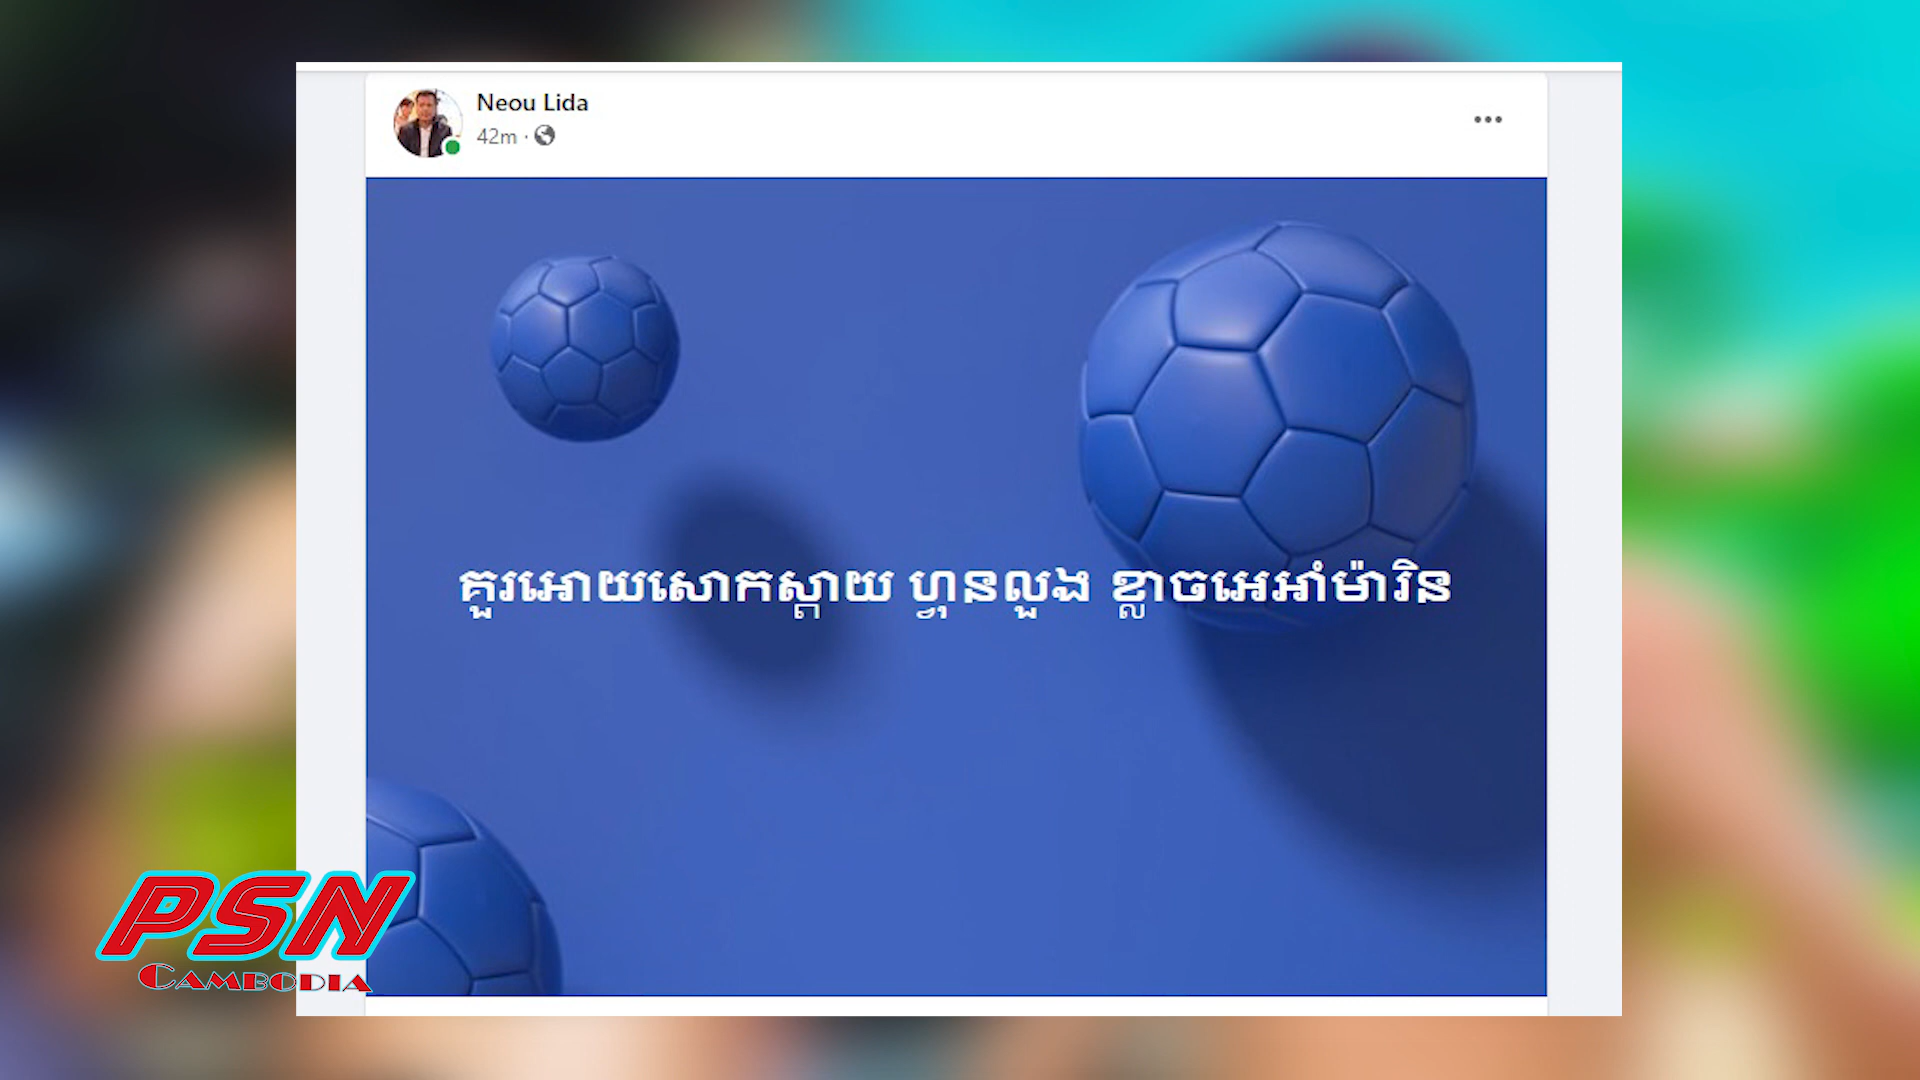 Neou Lida
42m ·
គួរអោយសោកស្ដាយ ហ្វុនលួង ខ្លាចអេអាំម៉ារិន
PSN
CAMBODIA